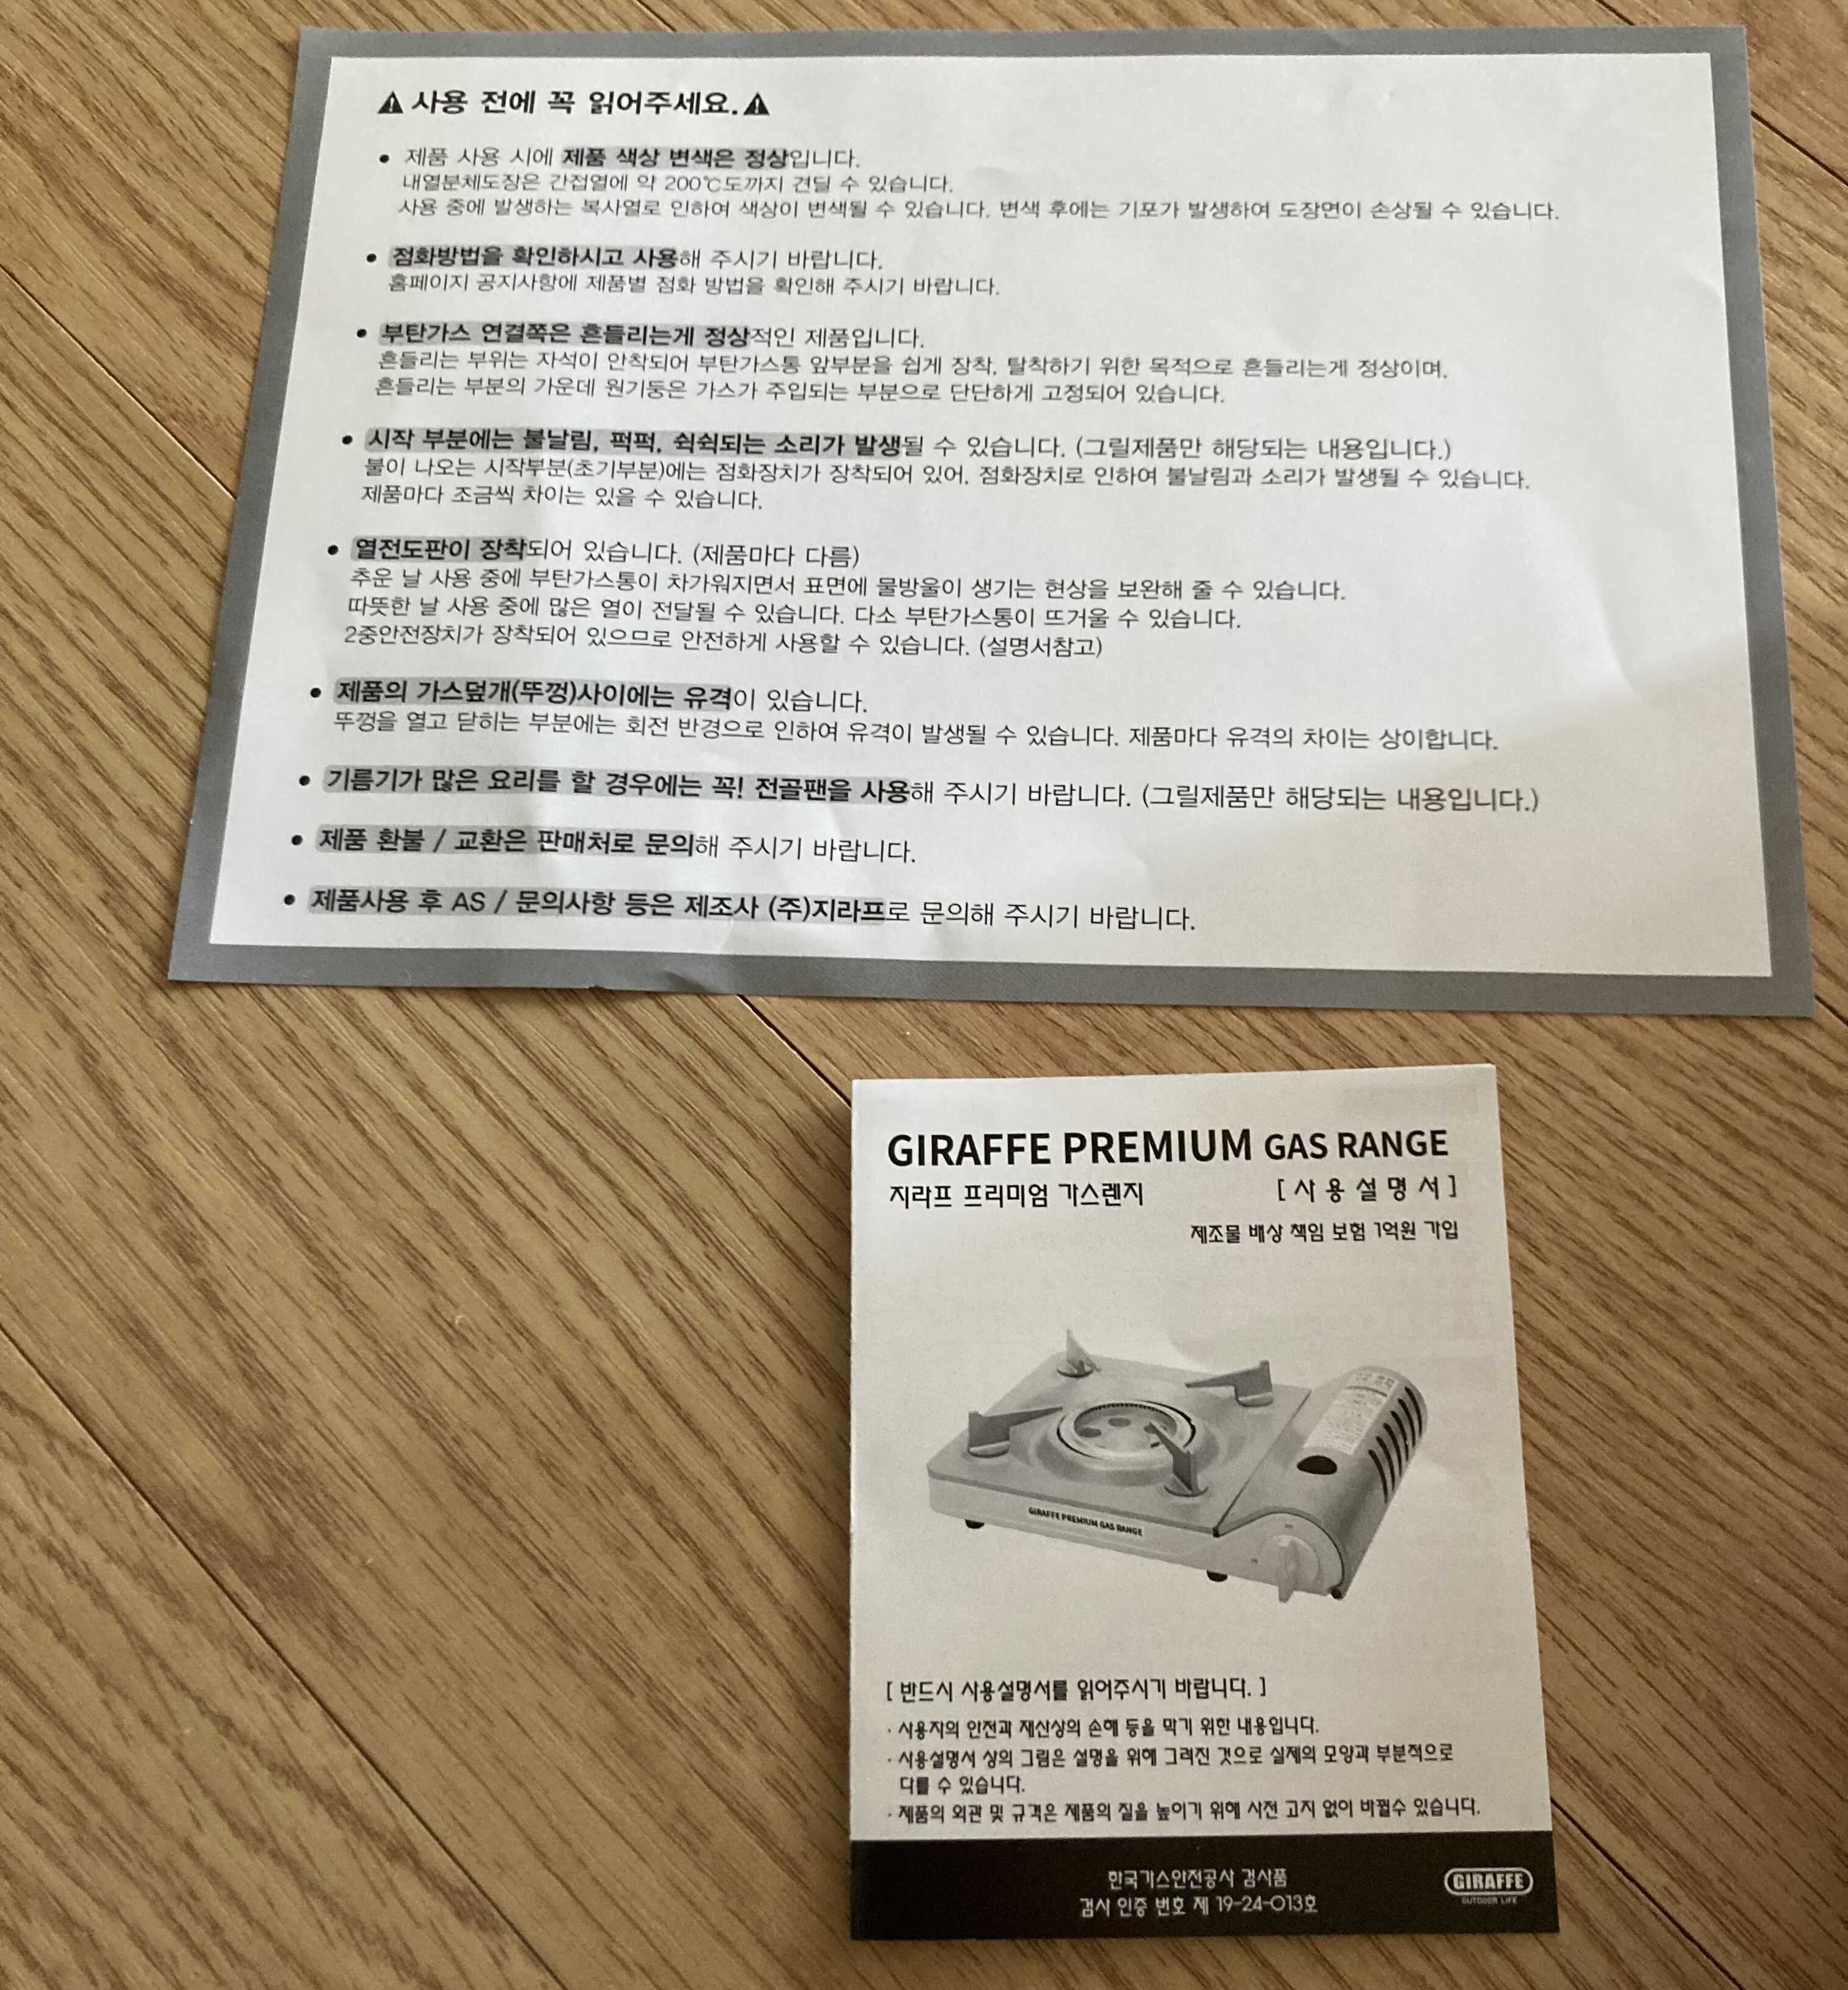 ⚠ 사용 전에 꼭 읽어주세요.⚠
• 제품 사용 시에 제품 색상 변색은 정상입니다.
내열분체도장은 간접열에 약 200℃도까지 견딜 수 있습니다.
사용 중에 발생하는 복사열로 인하여 색상이 변색될 수 있습니다. 변색 후에는 기포가 발생하여 도장면이 손상될 수 있습니다.
• 점화방법을 확인하시고 사용해 주시기 바랍니다.
홈페이지 공지사항에 제품별 점화 방법을 확인해 주시기 바랍니다.
• 부탄가스 연결쪽은 흔들리는게 정상적인 제품입니다.
흔들리는 부위는 자석이 안착되어 부탄가스통 앞부분을 쉽게 장착, 탈착하기 위한 목적으로 흔들리는게 정상이며,
흔들리는 부분의 가운데 원기둥은 가스가 주입되는 부분으로 단단하게 고정되어 있습니다.
• 시작 부분에는 불날림, 퍽퍽, 쉭쉭되는 소리가 발생될 수 있습니다. (그릴제품만 해당되는 내용입니다.)
불이 나오는 시작부분(초기부분)에는 점화장치가 장착되어 있어, 점화장치로 인하여 불날림과 소리가 발생될 수 있습니다.
제품마다 조금씩 차이는 있을 수 있습니다.
• 열전도판이 장착되어 있습니다. (제품마다 다름)
추운 날 사용 중에 부탄가스통이 차가워지면서 표면에 물방울이 생기는 현상을 보완해 줄 수 있습니다.
따뜻한 날 사용 중에 많은 열이 전달될 수 있습니다. 다소 부탄가스통이 뜨거울 수 있습니다.
2중안전장치가 장착되어 있으므로 안전하게 사용할 수 있습니다. (설명서참고)
• 제품의 가스덮개(뚜껑)사이에는 유격이 있습니다.
뚜껑을 열고 닫히는 부분에는 회전 반경으로 인하여 유격이 발생될 수 있습니다. 제품마다 유격의 차이는 상이합니다.
• 기름기가 많은 요리를 할 경우에는 꼭! 전골팬을 사용해 주시기 바랍니다. (그릴제품만 해당되는 내용입니다.)
• 제품 환불 / 교환은 판매처로 문의해 주시기 바랍니다.
• 제품사용 후 AS / 문의사항 등은 제조사 (주)지라프로 문의해 주시기 바랍니다.
GIRAFFE PREMIUM GAS RANGE
지라프 프리미엄 가스렌지 [사용설명서]
제조물 배상 책임 보험 1억원 가입
GIRAFFE PREMIUM GAS RANGE
[ 반드시 사용설명서를 읽어주시기 바랍니다. ]
· 사용자의 안전과 재산상의 손해 등을 막기 위한 내용입니다.
· 사용설명서 상의 그림은 설명을 위해 그려진 것으로 실제의 모양과 부분적으로
다를 수 있습니다.
· 제품의 외관 및 규격은 제품의 질을 높이기 위해 사전 고지 없이 바뀔수 있습니다.
한국가스안전공사 검사품
검사 인증 번호 제 19-24-013호
GIRAFFE
OUTDOOR LIFE